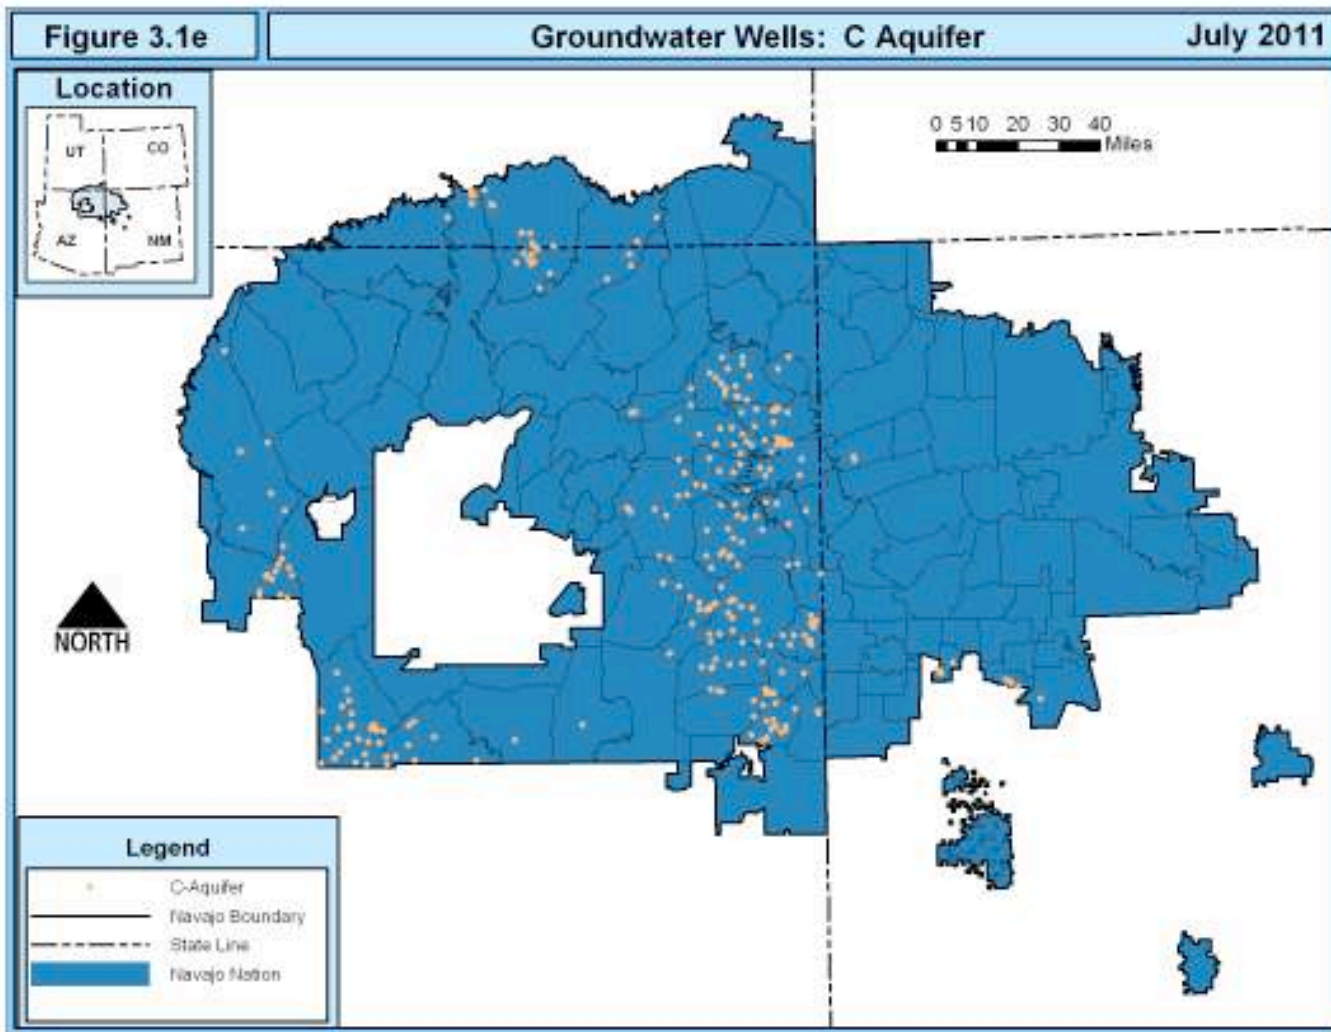 Figure 3.1e
Groundwater Wells: C Aquifer
July 2011
Location
UT
CO
AZ
NM
0 5 10 20 30 40
Miles
NORTH
Legend
C-Aquifer
Navajo Boundary
State Line
Navajo Nation